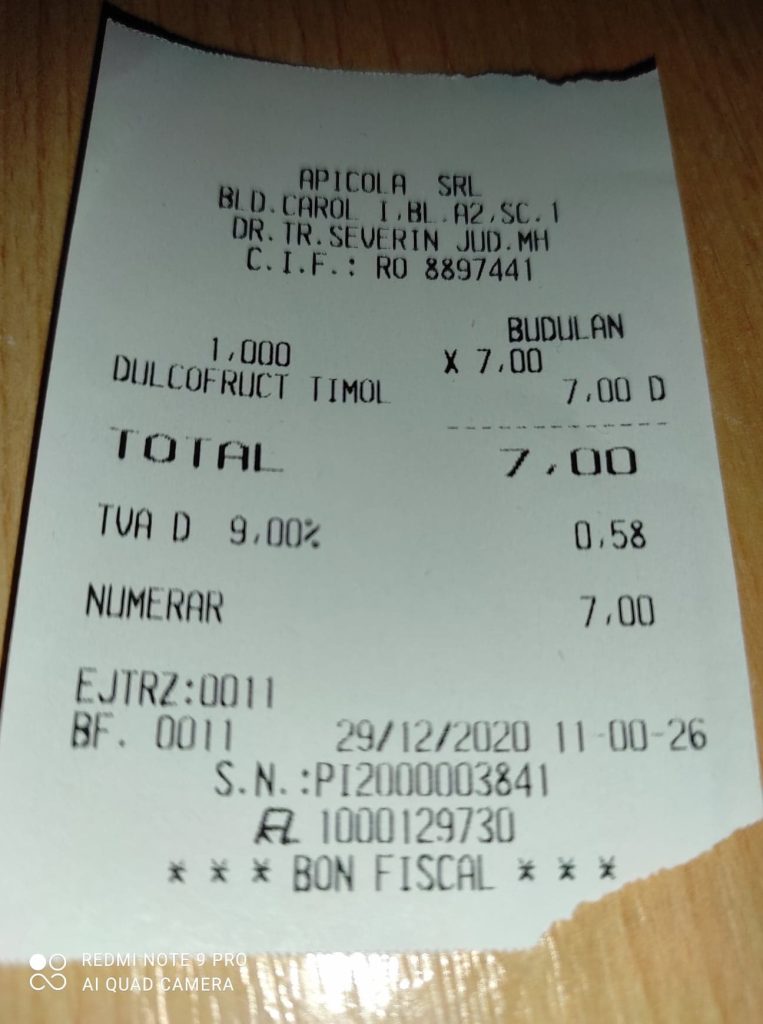 APICOLA SRL
BLD.CAROL I,BL.A2,SC.1
DR.TR.SEVERIN JUD.MH
C.I.F.: RO 8897441
BUDULAN
1,000 X 7,00
DULCOFRUCT TIMOL 7,00 D
TOTAL 7,00
TVA D 9,00% 0,58
NUMERAR 7,00
EJTRZ:0011
BF. 0011 29/12/2020 11-00-26
S.N.:PI2000003841
1000129730
* * * BON FISCAL * * *
REDMI NOTE 9 PRO
AI QUAD CAMERA